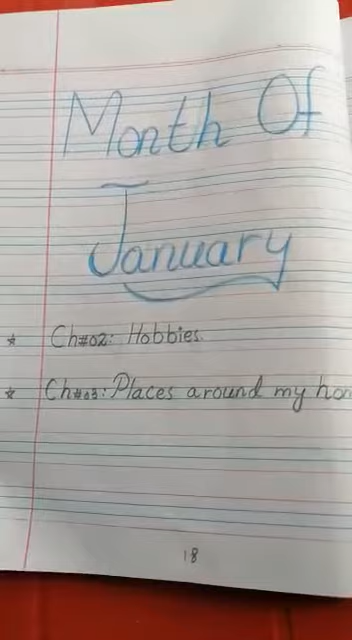 Month Of
January
* Ch#02: Hobbies.
* Ch#03: Places around my
18